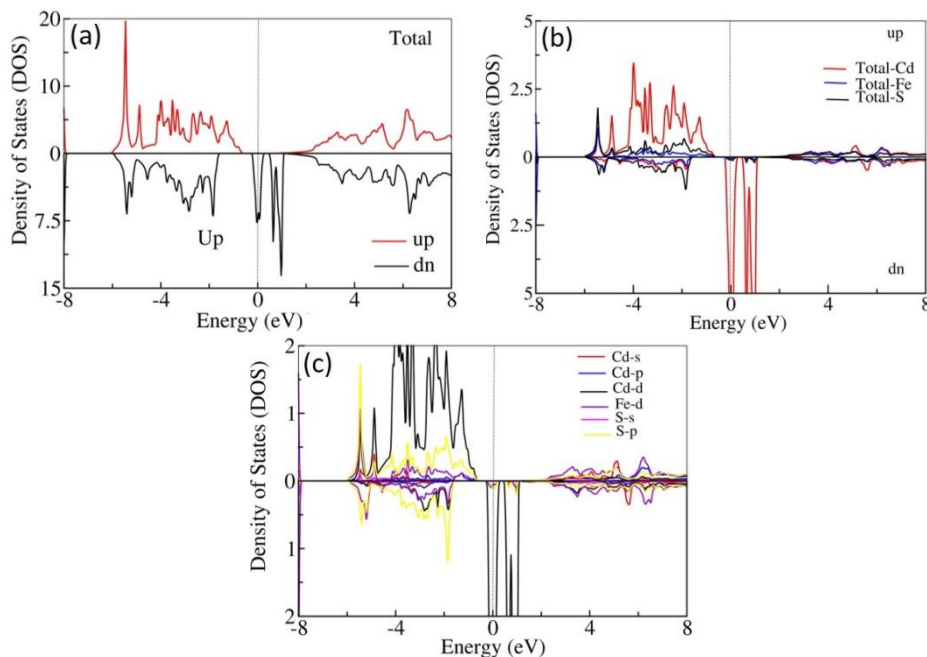 (a)
Total
Density of States (DOS)
20
10
0
7.5
15
Up
up
dn
-8
-4
0
4
8
Energy (eV)
(b)
up
Total-Cd
Total-Fe
Total-S
Density of States (DOS)
5
2.5
0
2.5
5
dn
-8
-4
0
4
8
Energy (eV)
(c)
Cd-s
Cd-p
Cd-d
Fe-d
S-s
S-p
Density of States (DOS)
2
1
0
1
2
-8
-4
0
4
8
Energy (eV)